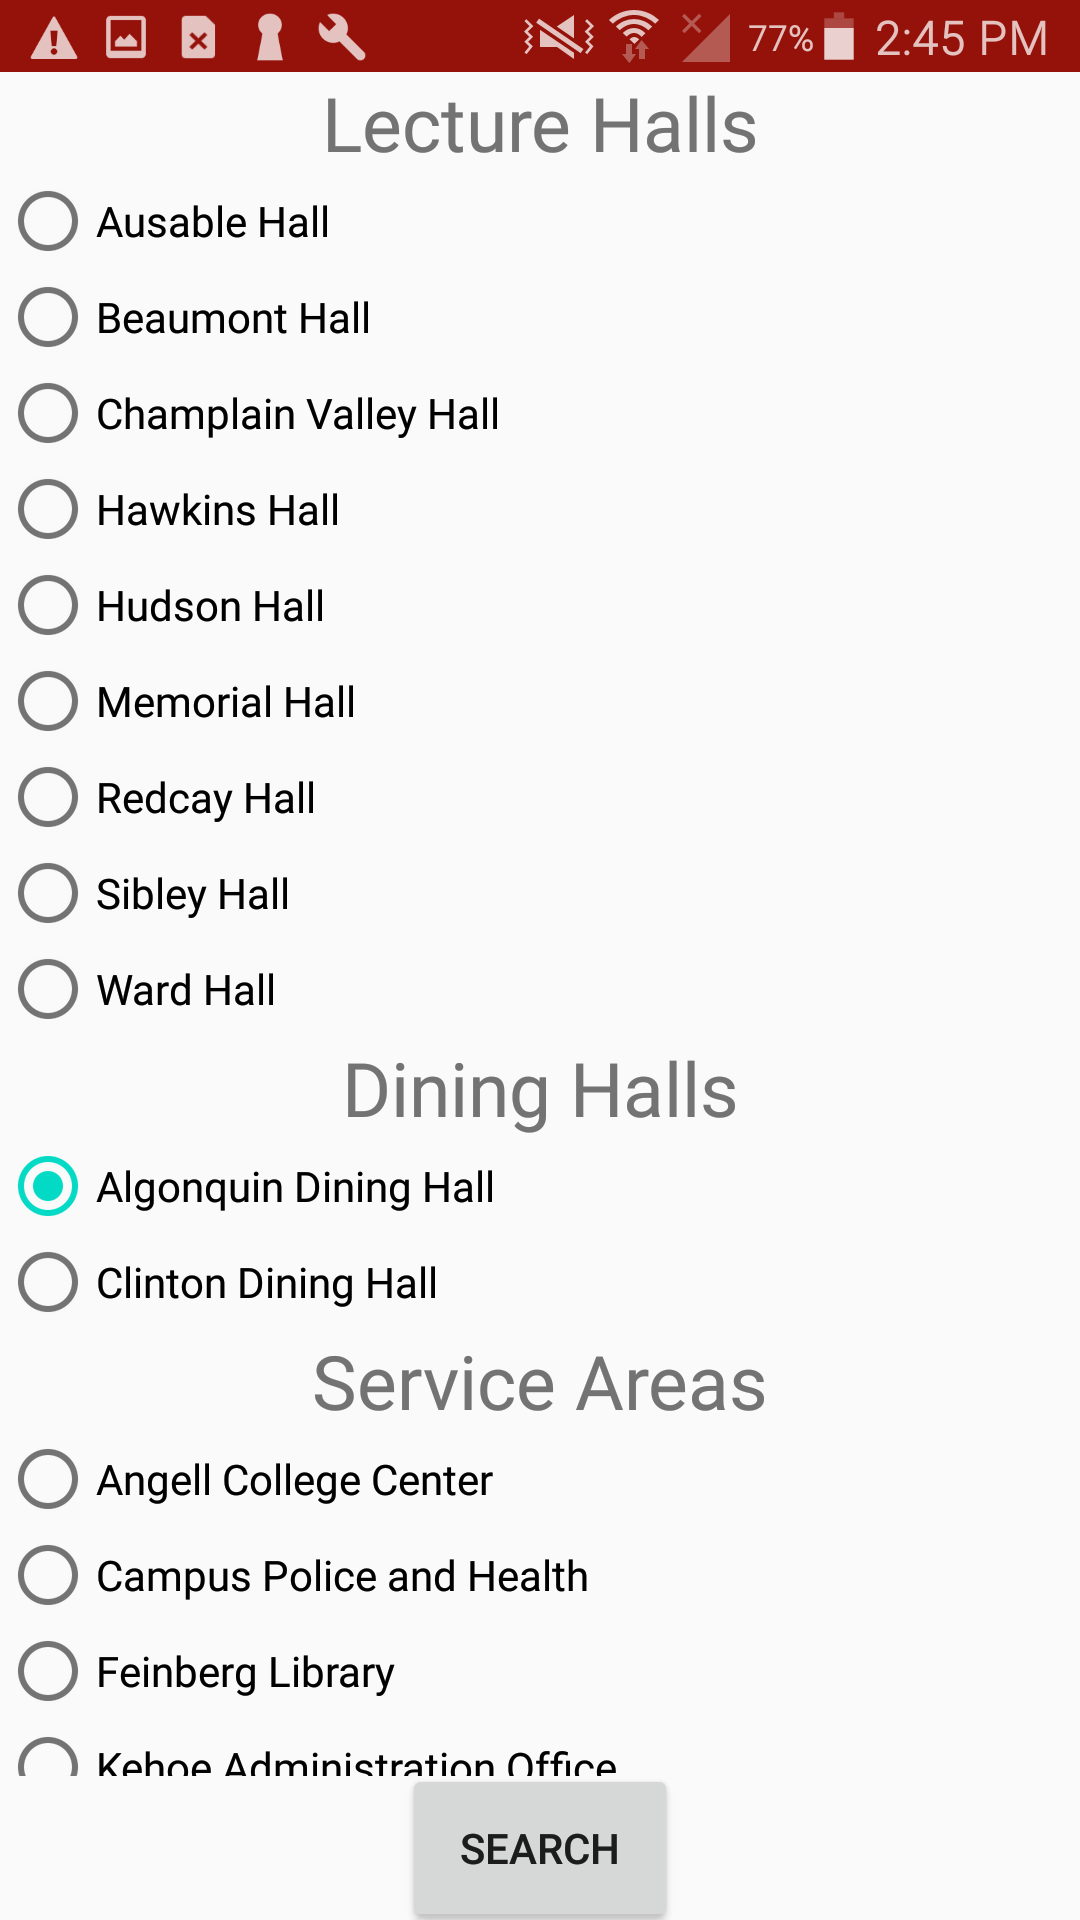 77% 2:45 PM
Lecture Halls
Ausable Hall
Beaumont Hall
Champlain Valley Hall
Hawkins Hall
Hudson Hall
Memorial Hall
Redcay Hall
Sibley Hall
Ward Hall
Dining Halls
Algonquin Dining Hall
Clinton Dining Hall
Service Areas
Angell College Center
Campus Police and Health
Feinberg Library
Kehoe Administration Office
SEARCH